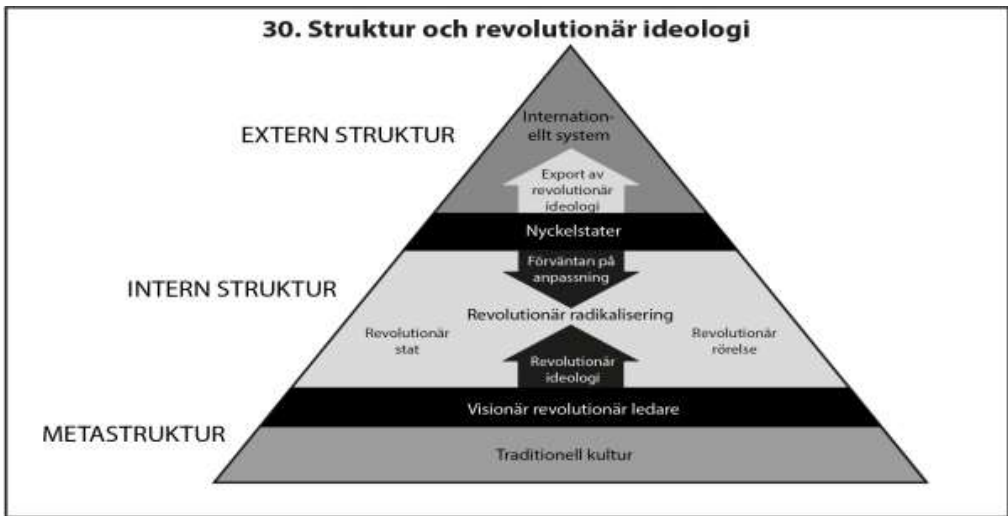 30. Struktur och revolutionär ideologi
EXTERN STRUKTUR
Internation-
ellt system
Export av
revolutionär
ideologi
Nyckelstater
Förväntan på
anpassning
INTERN STRUKTUR
Revolutionär radikalisering
Revolutionär
stat
Revolutionär
rörelse
Revolutionär
ideologi
Visionär revolutionär ledare
METASTRUKTUR
Traditionell kultur